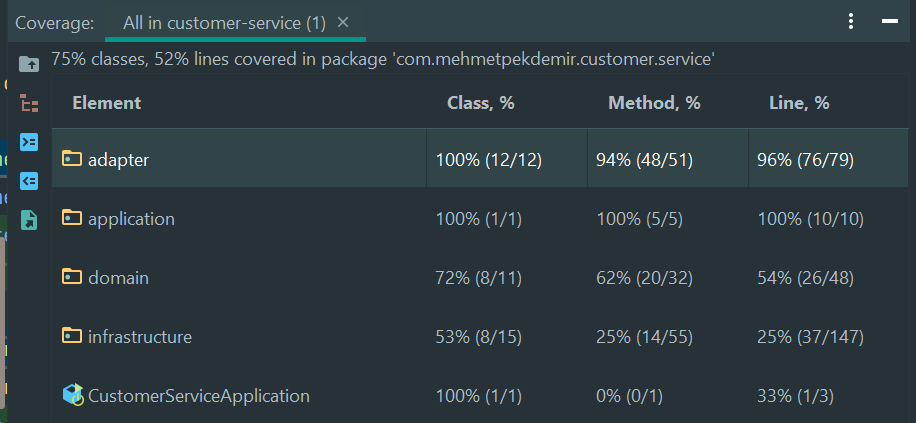 Coverage: All in customer-service (1)
75% classes, 52% lines covered in package 'com.mehmetpekdemir.customer.service'
Element Class, % Method, % Line, %
adapter 100% (12/12) 94% (48/51) 96% (76/79)
application 100% (1/1) 100% (5/5) 100% (10/10)
domain 72% (8/11) 62% (20/32) 54% (26/48)
infrastructure 53% (8/15) 25% (14/55) 25% (37/147)
CustomerServiceApplication 100% (1/1) 0% (0/1) 33% (1/3)